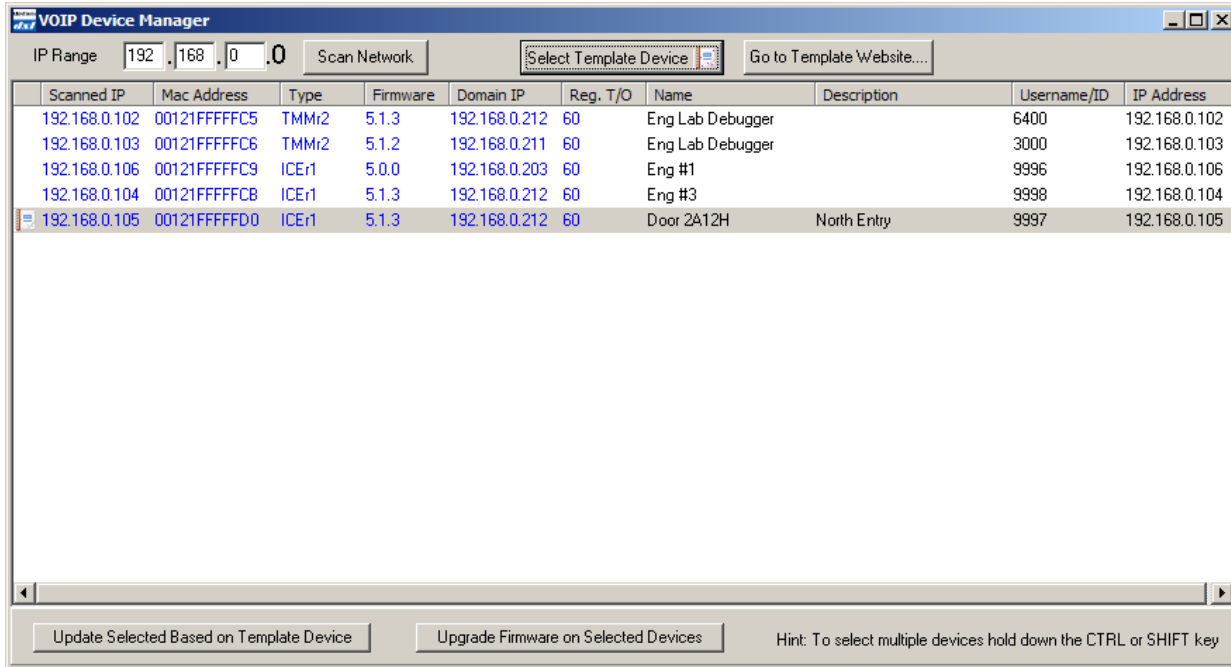 VOIP Device Manager
IP Range 192 . 168 . 0 .0 Scan Network Select Template Device Go to Template Website....
Scanned IP Mac Address Type Firmware Domain IP Reg. T/O Name Description Username/ID IP Address
192.168.0.102 00121FFFFFC5 TMMr2 5.1.3 192.168.0.212 60 Eng Lab Debugger 6400 192.168.0.102
192.168.0.103 00121FFFFFC6 TMMr2 5.1.2 192.168.0.211 60 Eng Lab Debugger 3000 192.168.0.103
192.168.0.106 00121FFFFFC9 ICEr1 5.0.0 192.168.0.203 60 Eng #1 9996 192.168.0.106
192.168.0.104 00121FFFFFCB ICEr1 5.1.3 192.168.0.212 60 Eng #3 9998 192.168.0.104
192.168.0.105 00121FFFFFD0 ICEr1 5.1.3 192.168.0.212 60 Door 2A12H North Entry 9997 192.168.0.105
Update Selected Based on Template Device Upgrade Firmware on Selected Devices Hint: To select multiple devices hold down the CTRL or SHIFT key